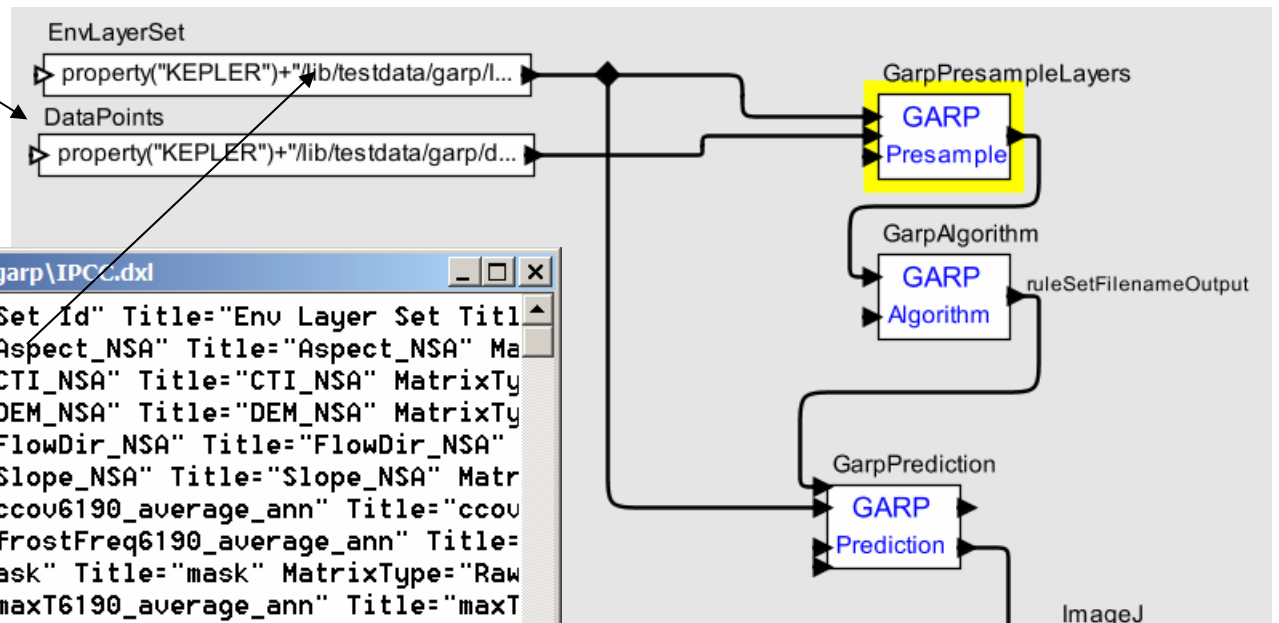 EnvLayerSet
property("KEPLER")+"/lib/testdata/garp/l...
DataPoints
property("KEPLER")+"/lib/testdata/garp/d...
GarpPresampleLayers
GARP
Presample
GarpAlgorithm
GARP
Algorithm
ruleSetFilenameOutput
GarpPrediction
GARP
Prediction
ImageJ
garp\IPCC.dxl
Set Id" Title="Env Layer Set Titl
Aspect_NSA" Title="Aspect_NSA" Ma
CTI_NSA" Title="CTI_NSA" MatrixTy
DEM_NSA" Title="DEM_NSA" MatrixTy
FlowDir_NSA" Title="FlowDir_NSA"
Slope_NSA" Title="Slope_NSA" Matr
ccov6190_average_ann" Title="ccov
FrostFreq6190_average_ann" Title=
ask" Title="mask" MatrixType="Raw
maxT6190_average_ann" Title="maxT